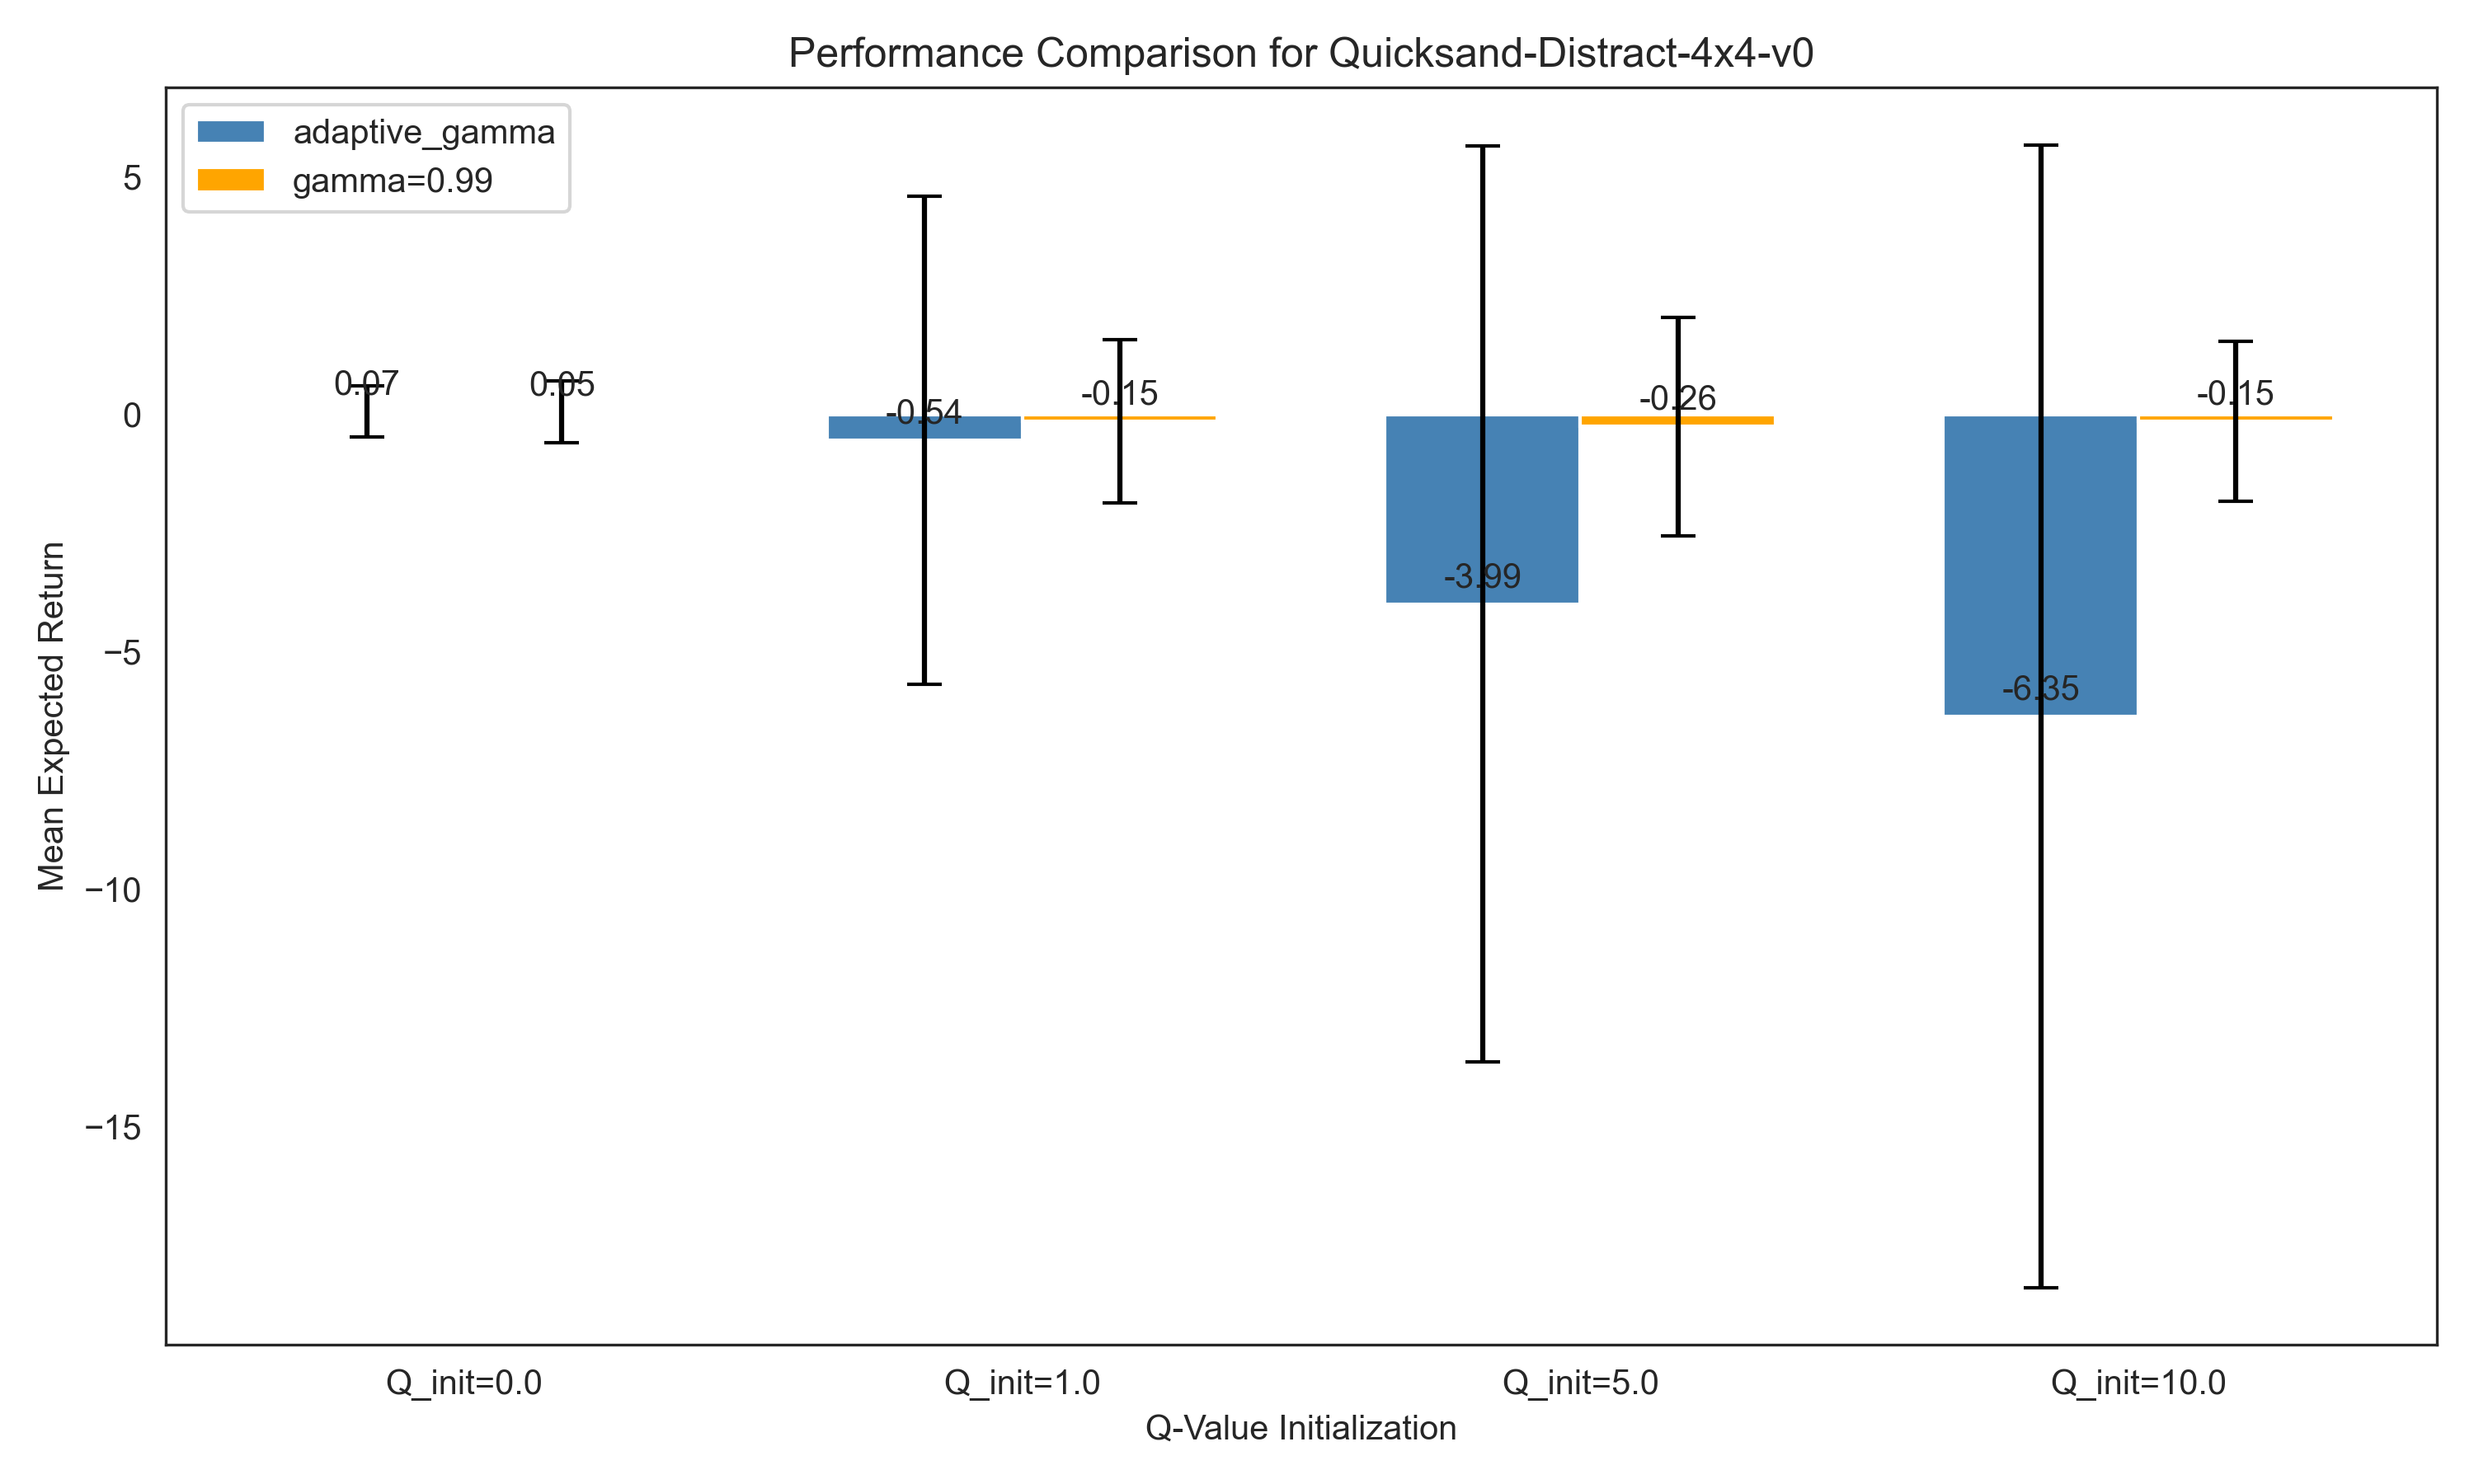 Performance Comparison for Quicksand-Distract-4x4-v0
adaptive_gamma
gamma=0.99
5
0
−5
−10
−15
Mean Expected Return
0.07
0.05
-0.54
-0.15
-3.99
-0.26
-6.35
-0.15
Q_init=0.0
Q_init=1.0
Q_init=5.0
Q_init=10.0
Q-Value Initialization